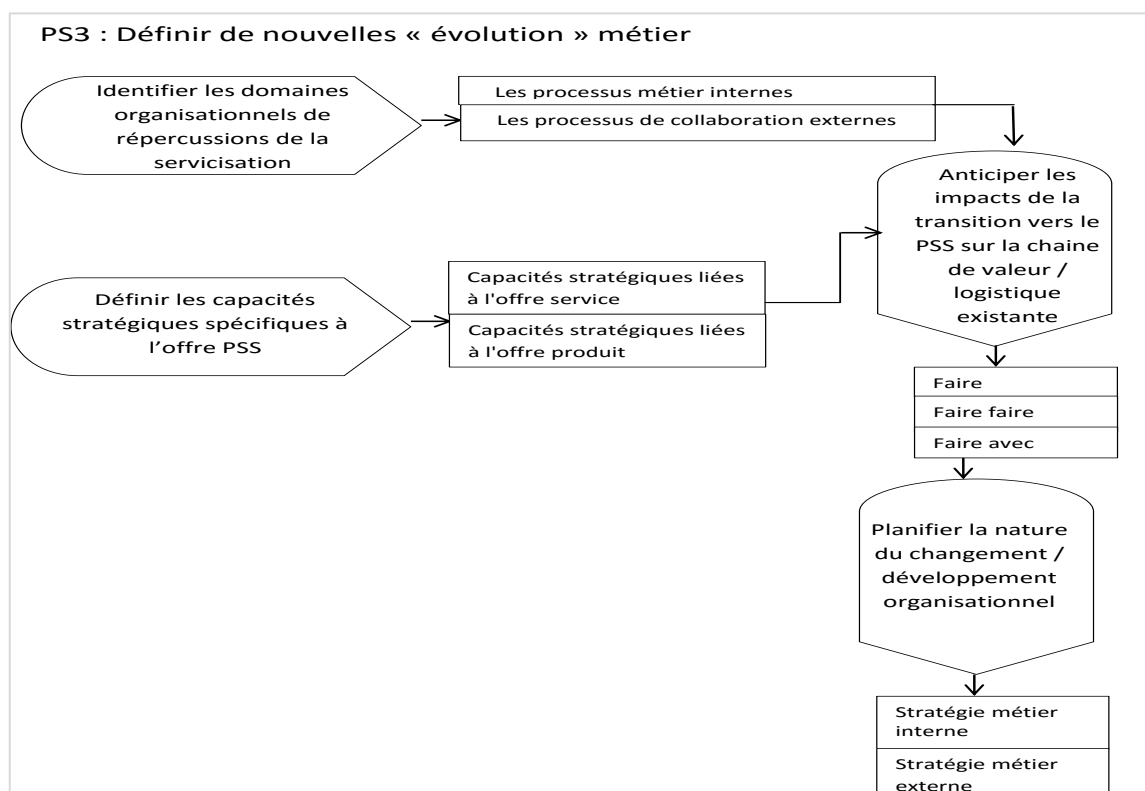 PS3 : Définir de nouvelles « évolution » métier
Identifier les domaines
organisationnels de
répercussions de la
servicisation
Les processus métier internes
Les processus de collaboration externes
Anticiper les
impacts de la
transition vers le
PSS sur la chaine
de valeur /
logistique
existante
Définir les capacités
stratégiques spécifiques à
l’offre PSS
Capacités stratégiques liées
à l'offre service
Capacités stratégiques liées
à l'offre produit
Faire
Faire faire
Faire avec
Planifier la nature
du changement /
développement
organisationnel
Stratégie métier
interne
Stratégie métier
externe